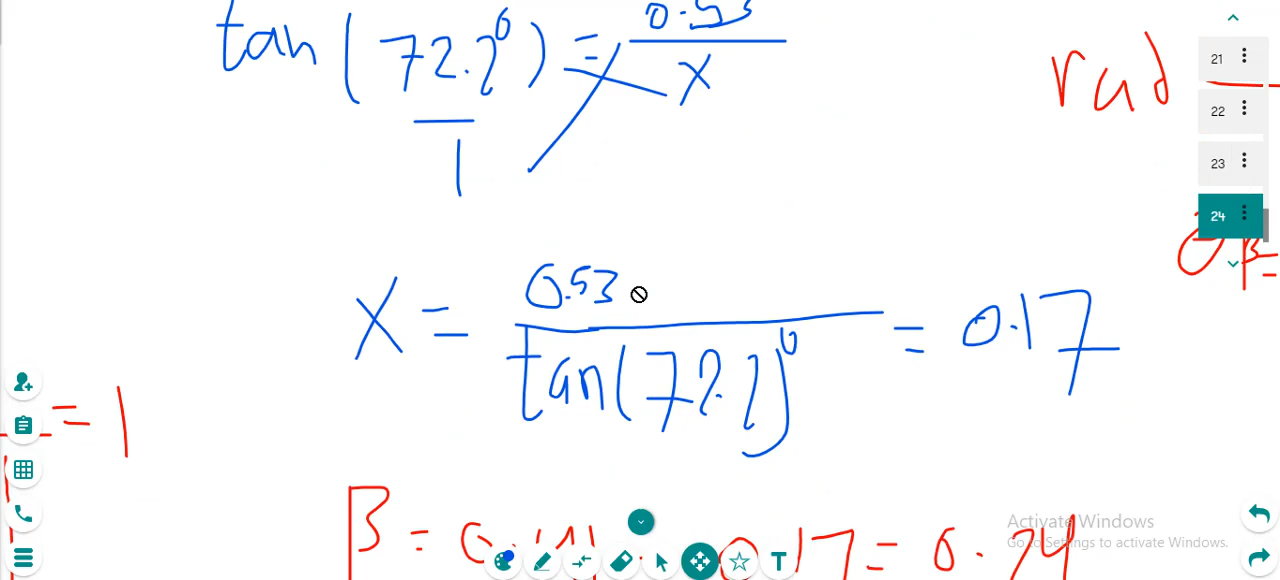 tan(72.2°) = 0.53 / x
1
rad
21
22
23
24
x = 0.53 / tan(72.2)° = 0.17
= 1
β =
0.17 = 0.24
Activate Windows
Go to Settings to activate Windows.
T